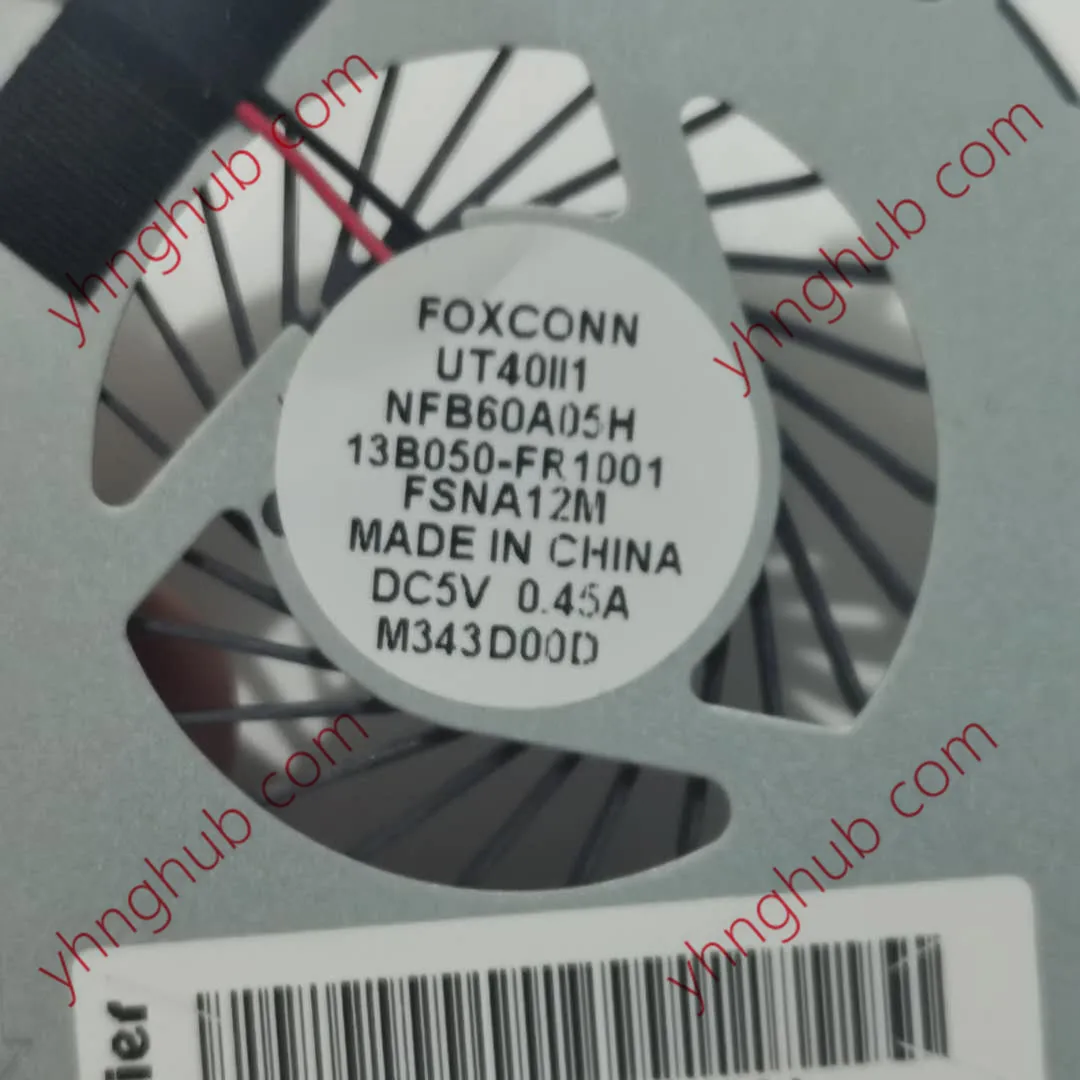 yhnghub com
yhnghub com
FOXCONN
UT40II1
NFB60A05H
13B050-FR1001
FSNA12M
MADE IN CHINA
DC5V 0.45A
M343D00D
yhnghub com
yhnghub com